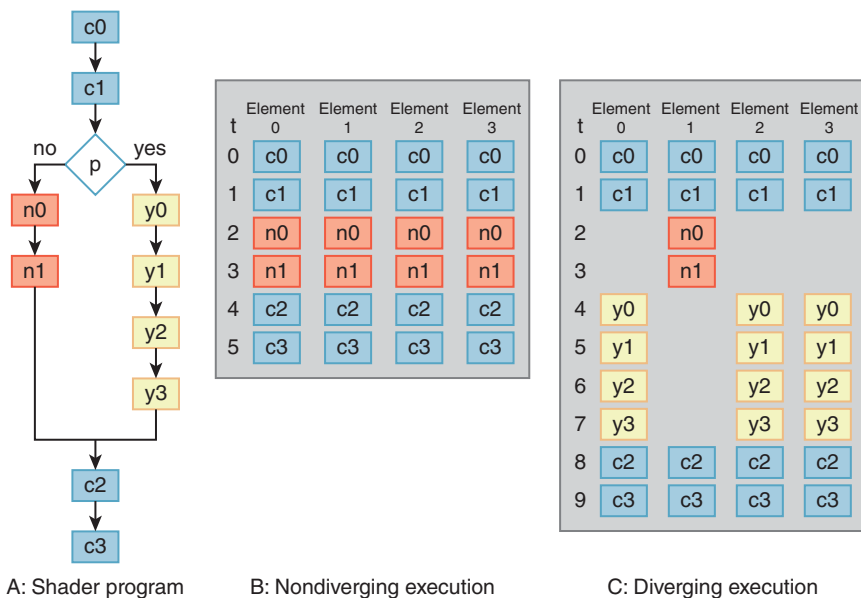 c0
c1
no
p
yes
n0
n1
y0
y1
y2
y3
c2
c3
A: Shader program
t
Element 0
Element 1
Element 2
Element 3
0 c0 c0 c0 c0
1 c1 c1 c1 c1
2 n0 n0 n0 n0
3 n1 n1 n1 n1
4 c2 c2 c2 c2
5 c3 c3 c3 c3
B: Nondiverging execution
t
Element 0
Element 1
Element 2
Element 3
0 c0 c0 c0 c0
1 c1 c1 c1 c1
2 n0
3 n1
4 y0 y0 y0
5 y1 y1 y1
6 y2 y2 y2
7 y3 y3 y3
8 c2 c2 c2 c2
9 c3 c3 c3 c3
C: Diverging execution